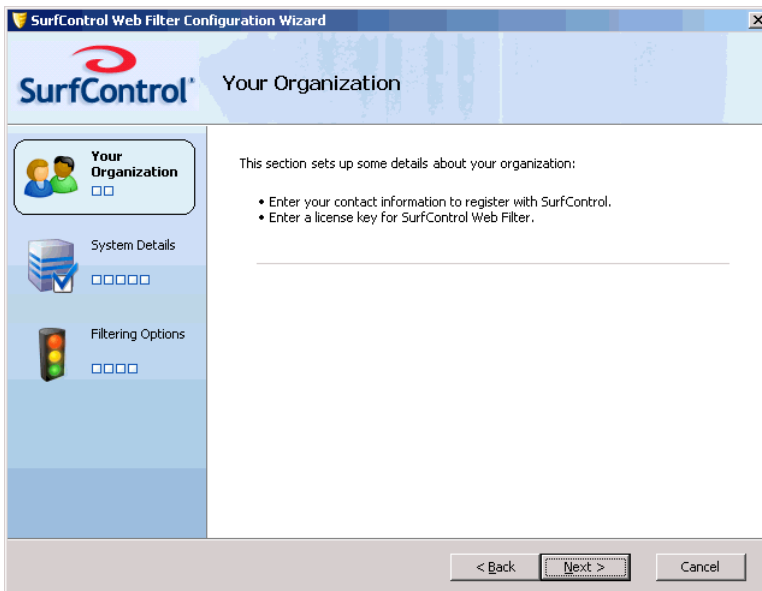 SurfControl Web Filter Configuration Wizard
SurfControl
Your Organization
Your
Organization
System Details
Filtering Options
This section sets up some details about your organization:
• Enter your contact information to register with SurfControl.
• Enter a license key for SurfControl Web Filter.
< Back
Next >
Cancel